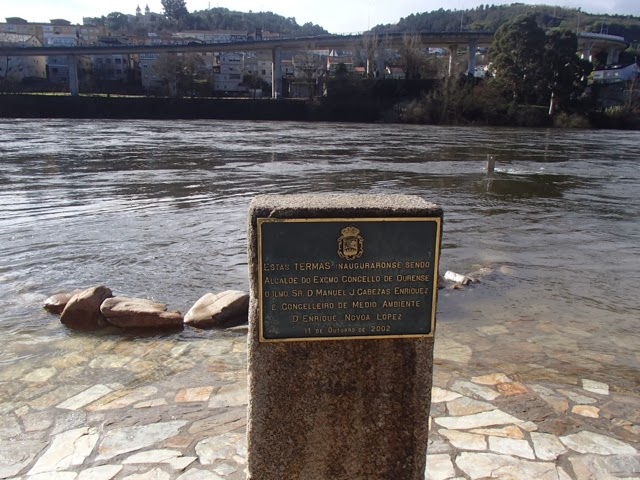 ESTAS TERMAS INAUGURARONSE SENDO
ALCALDE DO EXCMO CONCELLO DE OURENSE
O ILMO SR D MANUEL J CABEZAS ENRIQUEZ
E CONCELLEIRO DE MEDIO AMBIENTE
D ENRIQUE NOVOA LOPEZ
11 DE OUTUBRO DE 2002